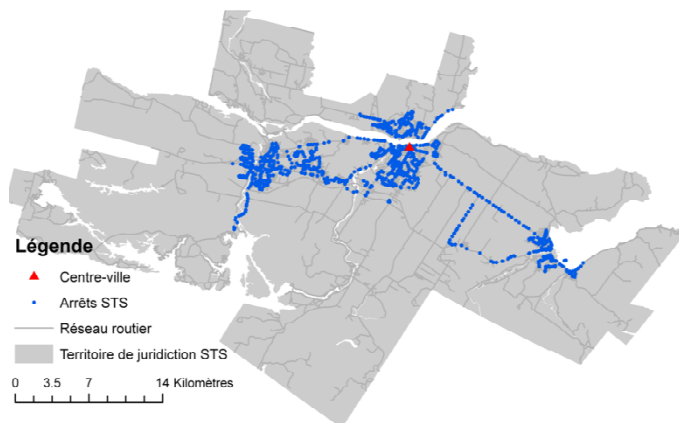 Légende
Centre-ville
Arrêts STS
Réseau routier
Territoire de juridiction STS
0 3.5 7 14 Kilomètres